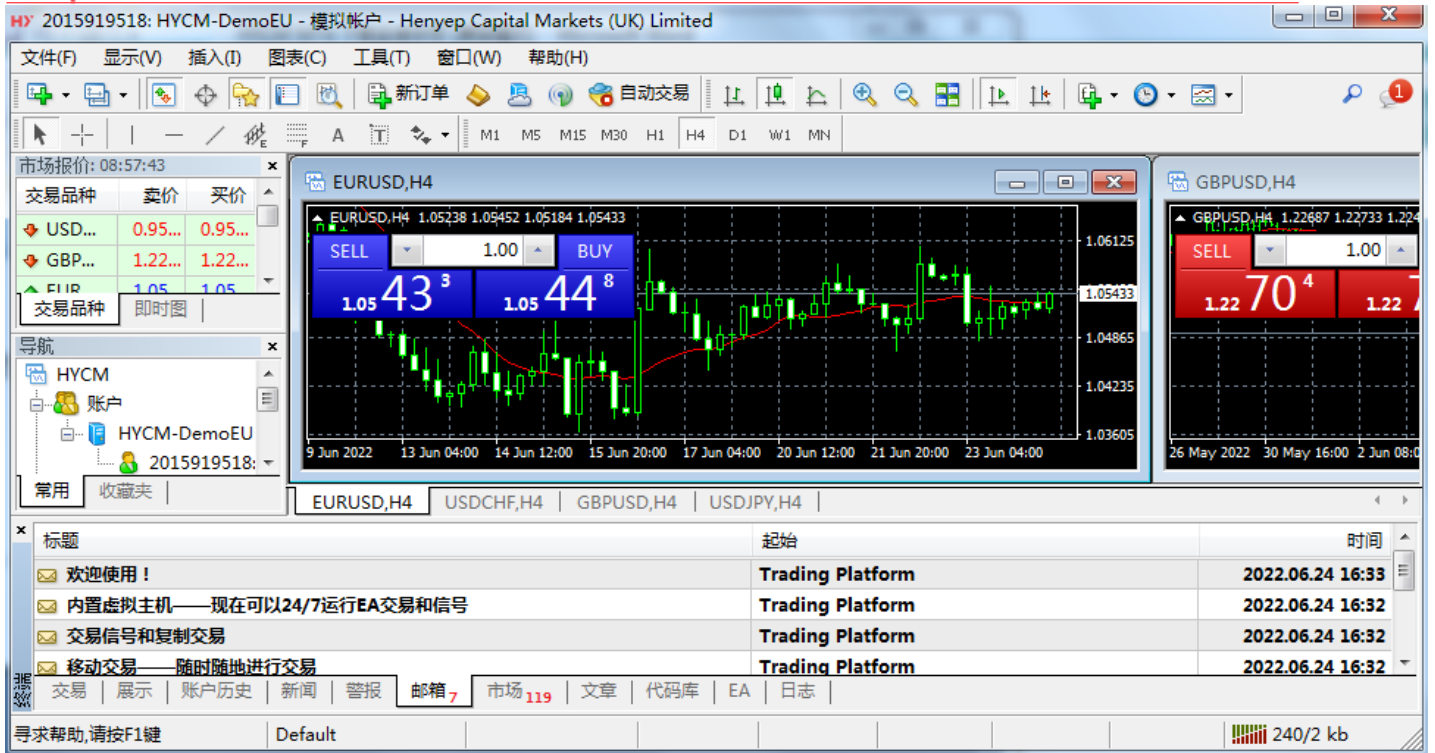 2015919518: HYCM-DemoEU - 模拟帐户 - Henyep Capital Markets (UK) Limited
文件(F) 显示(V) 插入(I) 图表(C) 工具(T) 窗口(W) 帮助(H)
新订单 自动交易 1
A T E F M1 M5 M15 M30 H1 H4 D1 W1 MN
市场报价: 08:57:43
交易品种 卖价 买价
USD... 0.95... 0.95...
GBP... 1.22... 1.22...
EUR 1.05 1.05
交易品种 即时图
导航
HYCM
账户
HYCM-DemoEU
2015919518:
常用 收藏夹
EURUSD,H4
EURUSD,H4 1.05238 1.05452 1.05184 1.05433
SELL 1.00 BUY
1.05 43 3 1.05 44 8
1.06125
1.05433
1.04865
1.04235
1.03605
9 Jun 2022 13 Jun 04:00 14 Jun 12:00 15 Jun 20:00 17 Jun 04:00 20 Jun 12:00 21 Jun 20:00 23 Jun 04:00
GBPUSD,H4
GBPUSD,H4 1.22687 1.22733 1.224
SELL 1.00
1.22 70 4 1.22
26 May 2022 30 May 16:00 2 Jun 08:0
EURUSD,H4 USDCHF,H4 GBPUSD,H4 USDJPY,H4
标题 起始 时间
欢迎使用！ Trading Platform 2022.06.24 16:33
内置虚拟主机——现在可以24/7运行EA交易和信号 Trading Platform 2022.06.24 16:32
交易信号和复制交易 Trading Platform 2022.06.24 16:32
移动交易——随时随地进行交易 Trading Platform 2022.06.24 16:32
交易 展示 账户历史 新闻 警报 邮箱 7 市场 119 文章 代码库 EA 日志
寻求帮助,请按F1键 Default 240/2 kb